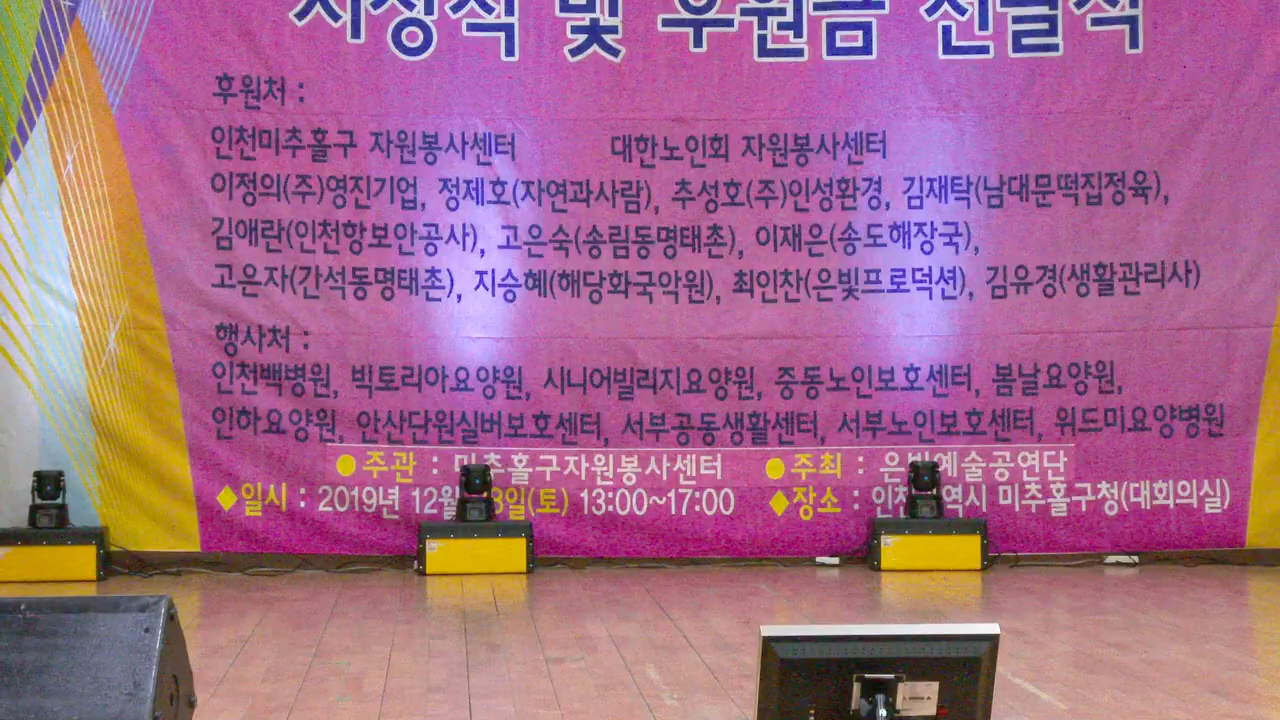 시상식 및 후원금 전달식
후원처 :
인천미추홀구 자원봉사센터 대한노인회 자원봉사센터
이정의(주)영진기업, 정제호(자연과사람), 추성호(주)인성환경, 김재탁(남대문떡집정육),
김애란(인천항보안공사), 고은숙(송림동명태촌), 이재은(송도해장국),
고은자(간석동명태촌), 지승혜(해당화국악원), 최인찬(은빛프로덕션), 김유경(생활관리사)
행사처 :
인천백병원, 빅토리아요양원, 시니어빌리지요양원, 중동노인보호센터, 봄날요양원,
인하요양원, 안산단원실버보호센터, 서부공동생활센터, 서부노인보호센터, 위드미요양병원
●주관 : 미추홀구자원봉사센터 ●주최 : 은빛예술공연단
◆일시 : 2019년 12월 8일(토) 13:00~17:00 ◆장소 : 인천 역시 미추홀구청(대회의실)